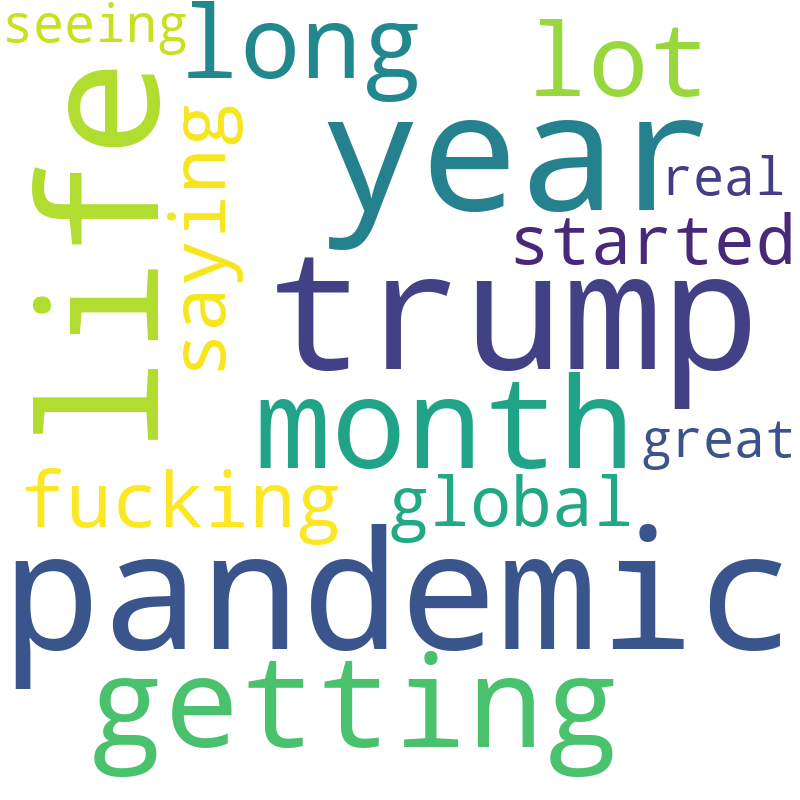 seeing
long
lot
life
saying
year
real
started
trump
month
great
fucking
global
pandemic
getting